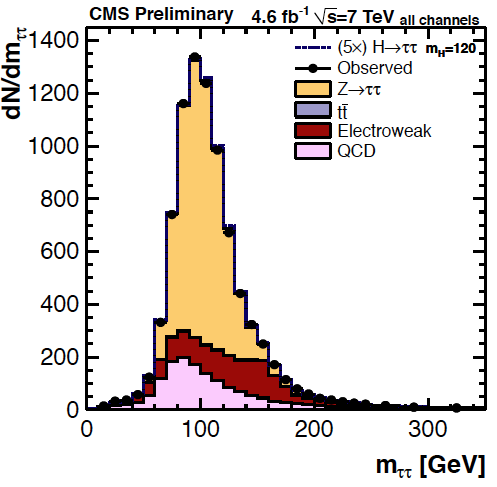 CMS Preliminary 4.6 fb⁻¹ √s=7 TeV all channels
dN/dm_ττ
1400
1200
1000
800
600
400
200
0
(5×) H→ττ m_H=120
Observed
Z→ττ
tt̄
Electroweak
QCD
0 100 200 300
m_ττ [GeV]